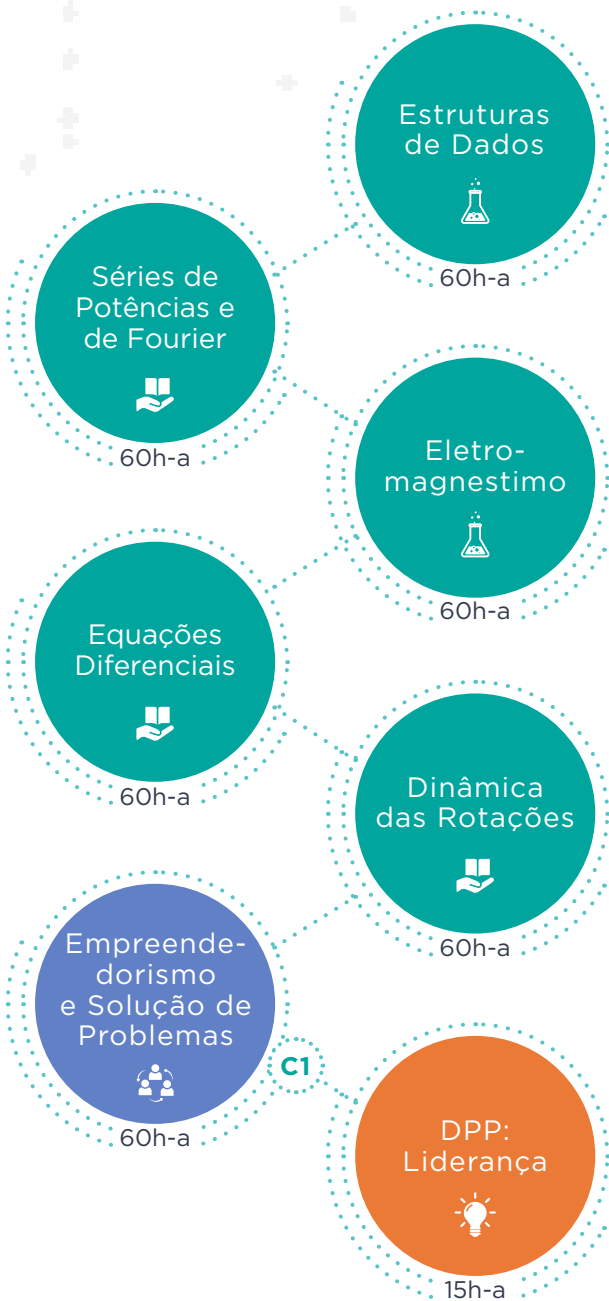 Estruturas
de Dados
60h-a
Séries de
Potências e
de Fourier
60h-a
Eletro-
magnestimo
60h-a
Equações
Diferenciais
60h-a
Dinâmica
das Rotações
60h-a
Empreende-
dorismo
e Solução de
Problemas
60h-a
C1
DPP:
Liderança
15h-a